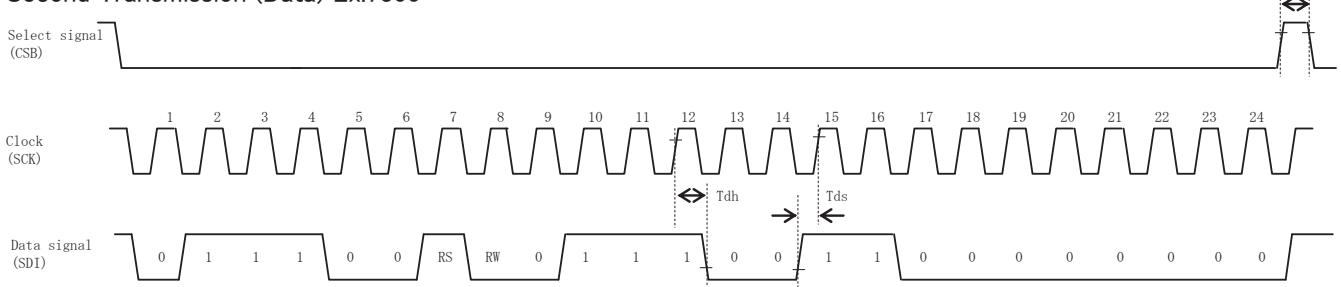 Second Transmission (Data)
Select signal
(CSB)
1 2 3 4 5 6 7 8 9 10 11 12 13 14 15 16 17 18 19 20 21 22 23 24
Clock
(SCK)
Tdh Tds
Data signal
(SDI)
0 1 1 1 0 0 RS RW 0 1 1 1 0 0 1 1 0 0 0 0 0 0 0 0